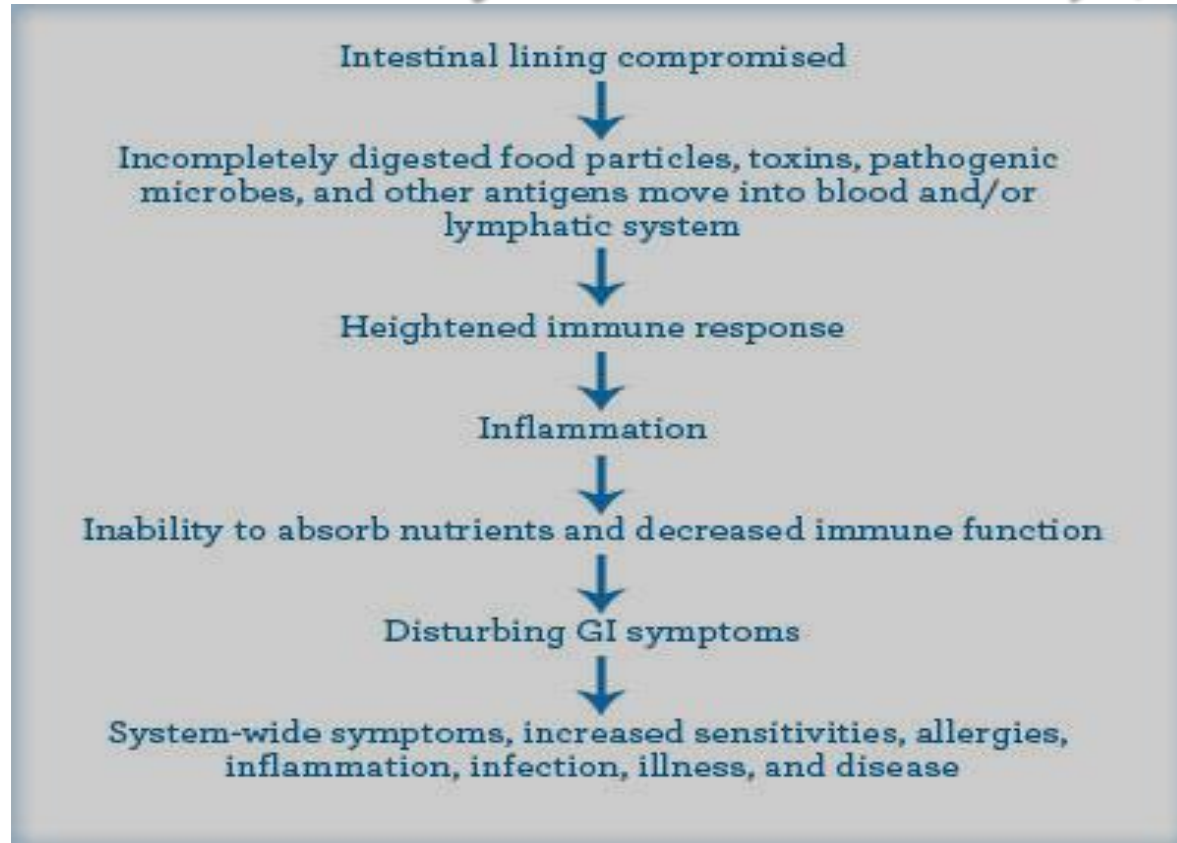 Intestinal lining compromised
Incompletely digested food particles, toxins, pathogenic
microbes, and other antigens move into blood and/or
lymphatic system
Heightened immune response
Inflammation
Inability to absorb nutrients and decreased immune function
Disturbing GI symptoms
System-wide symptoms, increased sensitivities, allergies,
inflammation, infection, illness, and disease